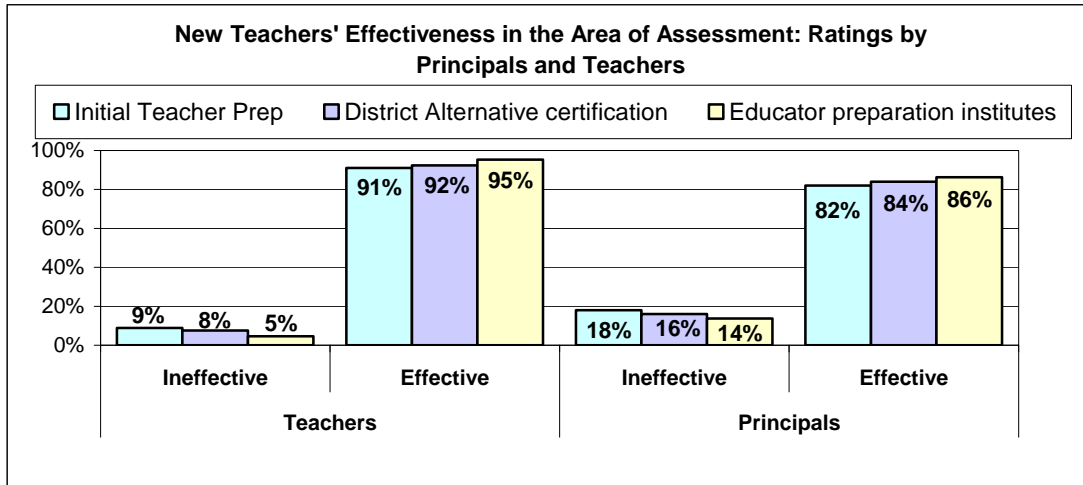 New Teachers' Effectiveness in the Area of Assessment: Ratings by
Principals and Teachers
Initial Teacher Prep District Alternative certification Educator preparation institutes
100%
80%
60%
40%
20%
0%
9% 8% 5% 91% 92% 95% 18% 16% 14% 82% 84% 86%
Ineffective Effective Ineffective Effective
Teachers Principals